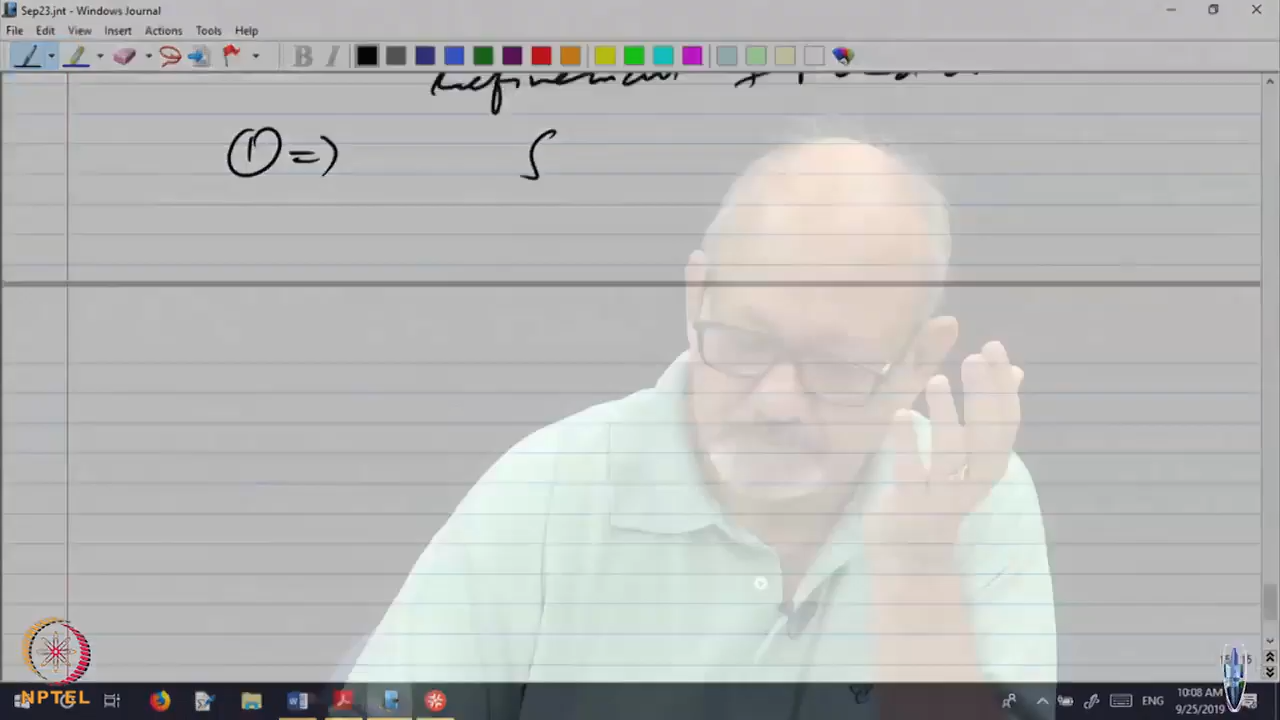 Sep23.jnt - Windows Journal
File Edit View Insert Actions Tools Help
B I
① => ∫
NPTEL
ENG
10:08 AM
9/25/2019